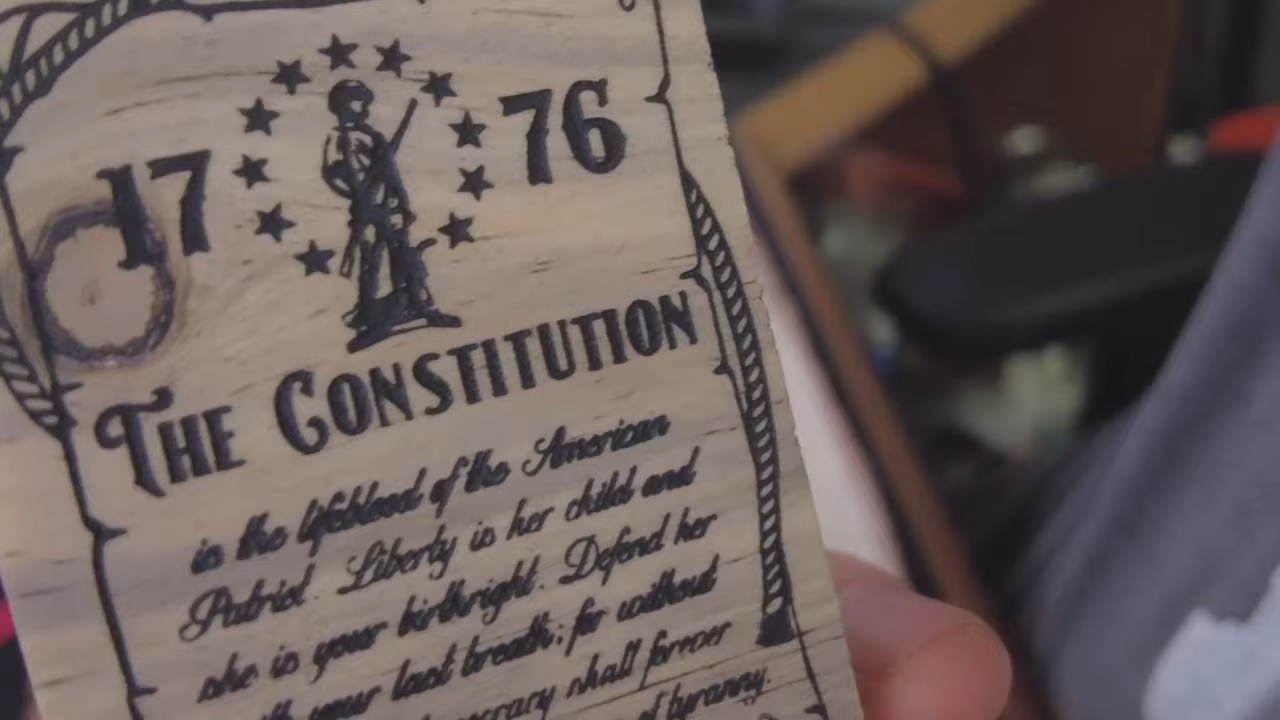 17 76
The Constitution
is the lifeblood of the American
Patriot. Liberty is her child and
she is your birthright. Defend her
your last breath; for without
shall forever
of tyranny.